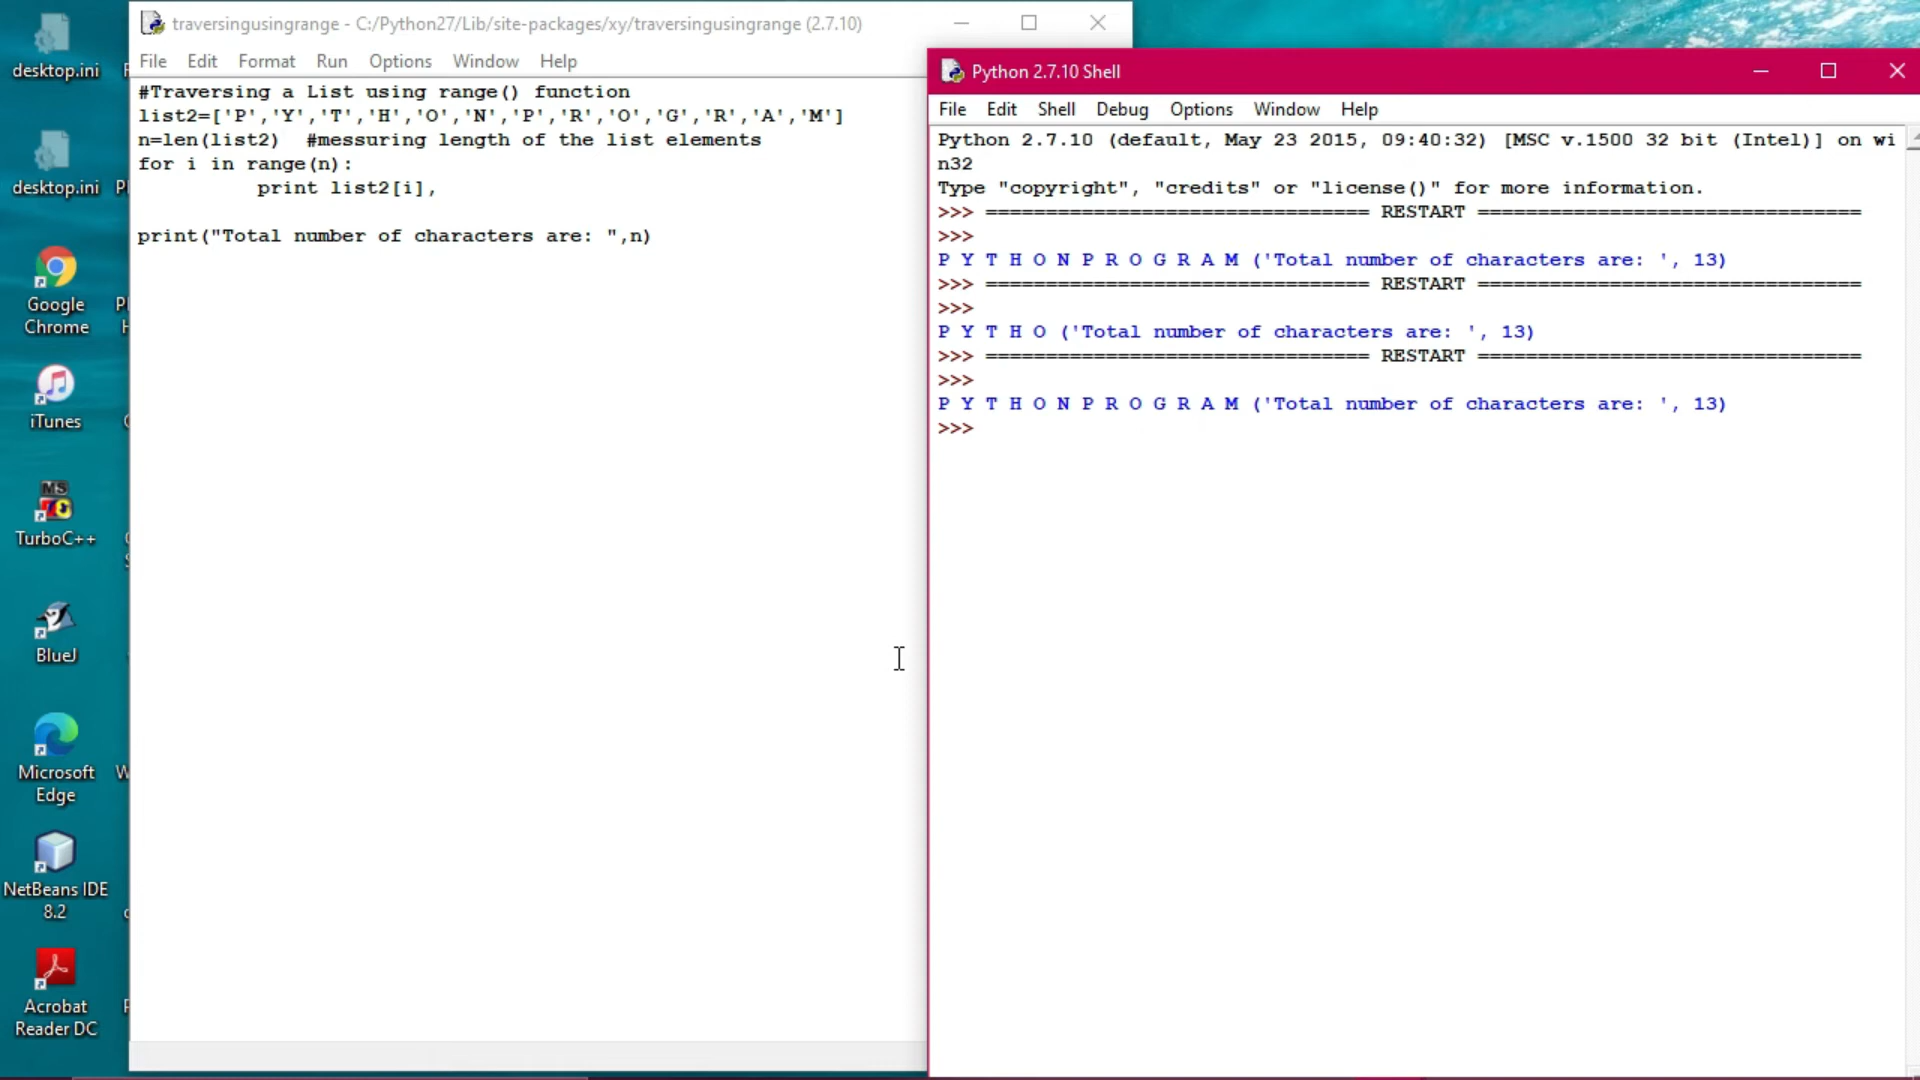 desktop.ini
desktop.ini
Google Chrome
iTunes
MS
TurboC++
BlueJ
Microsoft Edge
NetBeans IDE 8.2
Acrobat Reader DC
traversingusingrange - C:/Python27/Lib/site-packages/xy/traversingusingrange (2.7.10)
File Edit Format Run Options Window Help
#Traversing a List using range() function
list2=['P','Y','T','H','O','N','P','R','O','G','R','A','M']
n=len(list2)  #messuring length of the list elements
for i in range(n):
          print list2[i],
print("Total number of characters are: ",n)
Python 2.7.10 Shell
File Edit Shell Debug Options Window Help
Python 2.7.10 (default, May 23 2015, 09:40:32) [MSC v.1500 32 bit (Intel)] on wi
n32
Type "copyright", "credits" or "license()" for more information.
>>> ================================ RESTART ================================
>>>
P Y T H O N P R O G R A M ('Total number of characters are: ', 13)
>>> ================================ RESTART ================================
>>>
P Y T H O ('Total number of characters are: ', 13)
>>> ================================ RESTART ================================
>>>
P Y T H O N P R O G R A M ('Total number of characters are: ', 13)
>>>